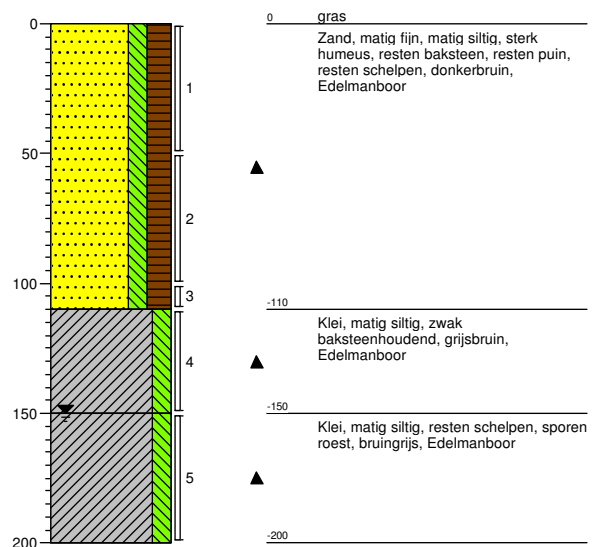 0
gras
0
Zand, matig fijn, matig siltig, sterk
humeus, resten baksteen, resten puin,
resten schelpen, donkerbruin,
Edelmanboor
1
50
2
100
3
-110
Klei, matig siltig, zwak
baksteenhoudend, grijsbruin,
Edelmanboor
4
-150
150
Klei, matig siltig, resten schelpen, sporen
roest, bruingrijs, Edelmanboor
5
-200
200